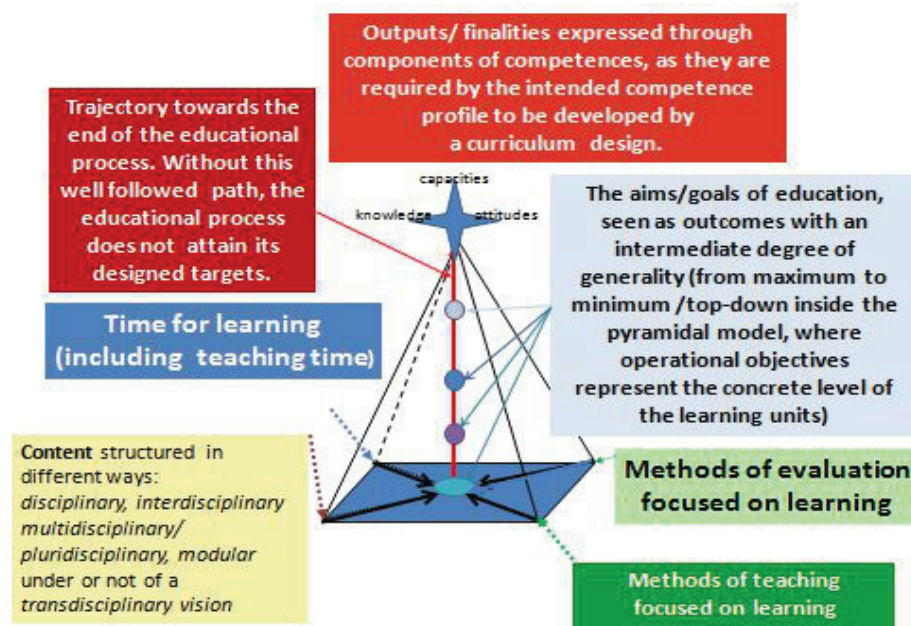 Outputs/ finalities expressed through
components of competences, as they are
required by the intended competence
profile to be developed by
a curriculum design.
Trajectory towards the
end of the educational
process. Without this
well followed path, the
educational process
does not attain its
designed targets.
capacities
knowledge
attitudes
The aims/goals of education,
seen as outcomes with an
intermediate degree of
generality (from maximum to
minimum /top-down inside the
pyramidal model, where
operational objectives
represent the concrete level of
the learning units)
Time for learning
(including teaching time)
Content structured in
different ways:
disciplinary, interdisciplinary
multidisciplinary/
pluridisciplinary, modular
under or not of a
transdisciplinary vision
Methods of evaluation
focused on learning
Methods of teaching
focused on learning